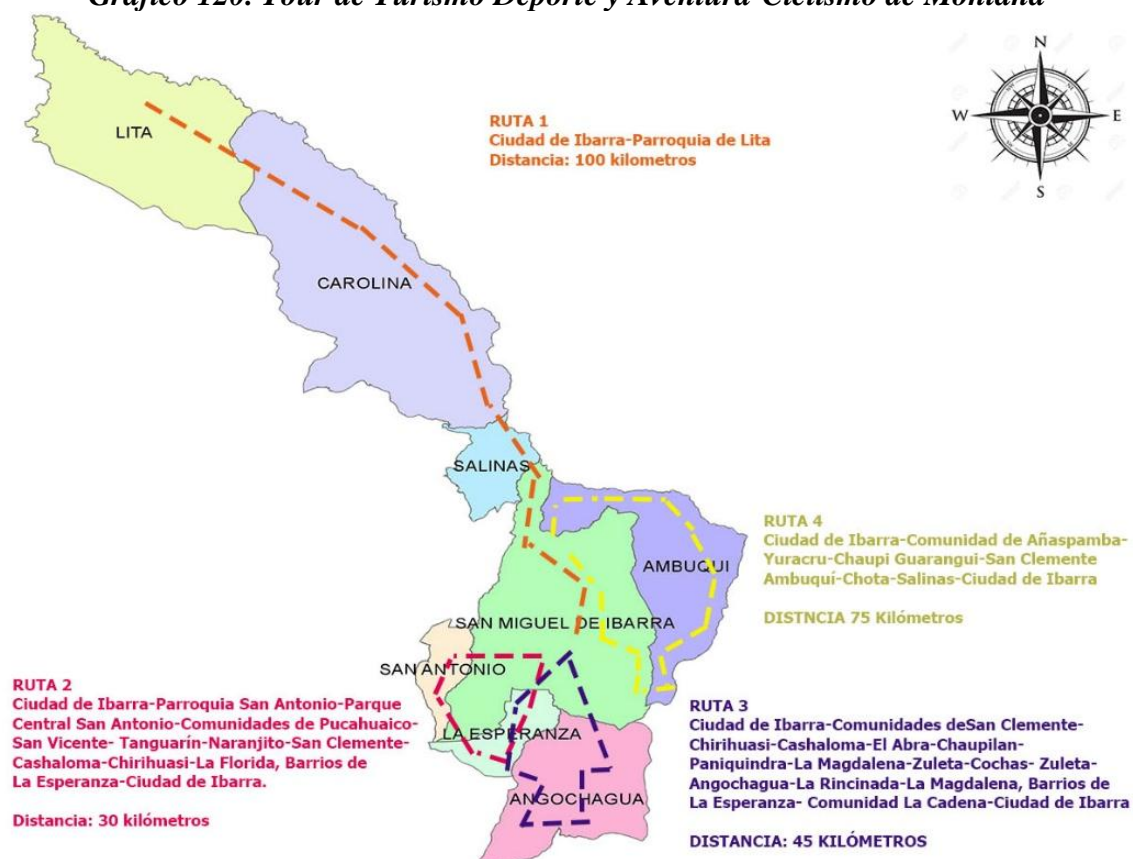 Gráfico 120. Tour de Turismo Deporte y Aventura-Ciclismo de Montaña
N
W
E
S
RUTA 1
Ciudad de Ibarra-Parroquia de Lita
Distancia: 100 kilometros
LITA
CAROLINA
SALINAS
AMBUQUI
SAN MIGUEL DE IBARRA
SAN ANTONIO
LA ESPERANZA
ANGOCHAGUA
RUTA 4
Ciudad de Ibarra-Comunidad de Añaspamba-
Yuracru-Chaupi Guarangui-San Clemente
Ambuquí-Chota-Salinas-Ciudad de Ibarra
DISTNCIA 75 Kilómetros
RUTA 2
Ciudad de Ibarra-Parroquia San Antonio-Parque
Central San Antonio-Comunidades de Pucahuaico-
San Vicente- Tanguarín-Naranjito-San Clemente-
Cashaloma-Chirihuasi-La Florida, Barrios de
La Esperanza-Ciudad de Ibarra.
Distancia: 30 kilómetros
RUTA 3
Ciudad de Ibarra-Comunidades deSan Clemente-
Chirihuasi-Cashaloma-El Abra-Chaupilan-
Paniquindra-La Magdalena-Zuleta-Cochas- Zuleta-
Angochagua-La Rincinada-La Magdalena, Barrios de
La Esperanza- Comunidad La Cadena-Ciudad de Ibarra
DISTANCIA: 45 KILÓMETROS